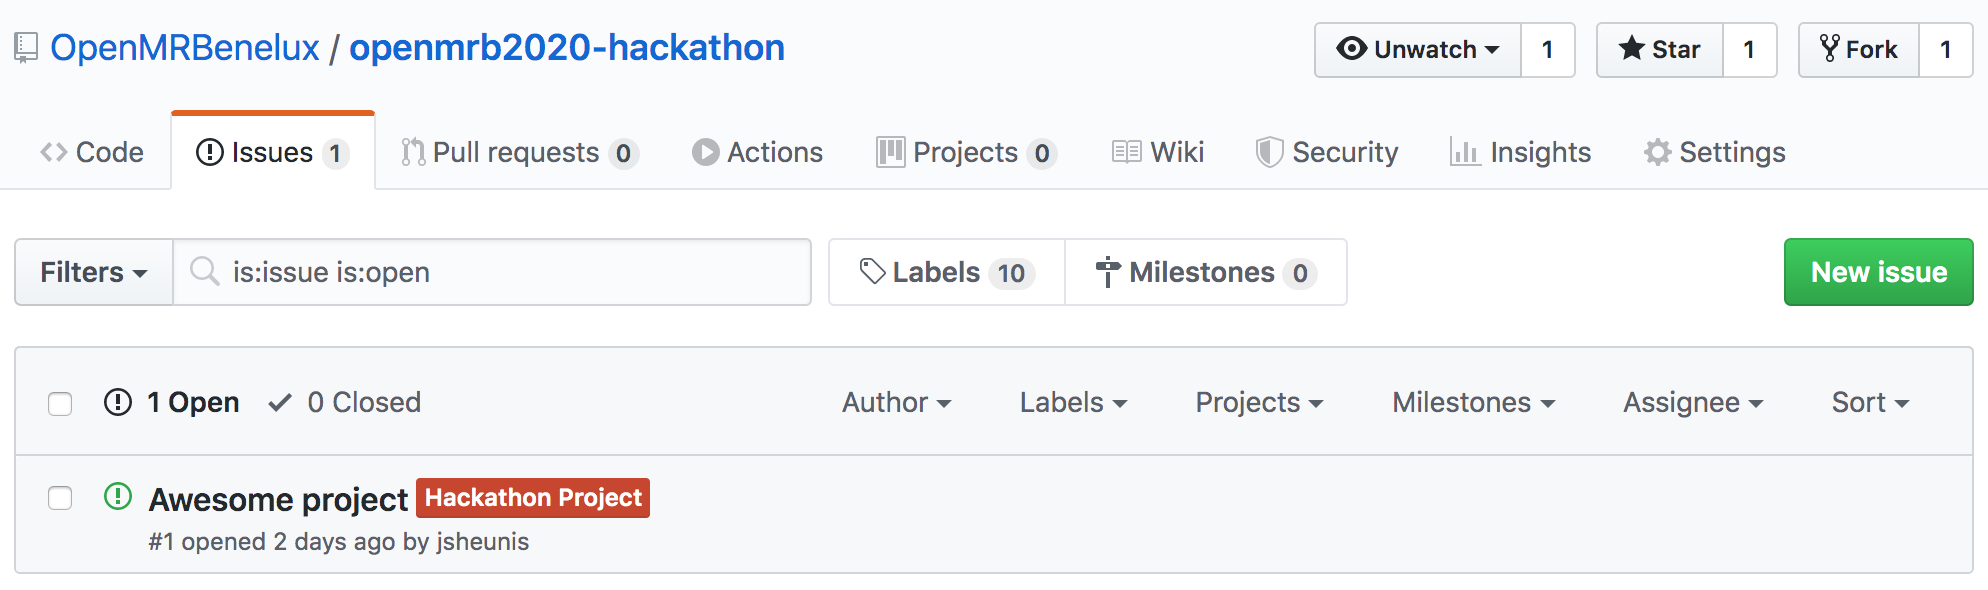 OpenMRBenelux / openmrb2020-hackathon Unwatch 1 Star 1 Fork 1
Code Issues 1 Pull requests 0 Actions Projects 0 Wiki Security Insights Settings
Filters is:issue is:open Labels 10 Milestones 0 New issue
1 Open 0 Closed Author Labels Projects Milestones Assignee Sort
Awesome project Hackathon Project
#1 opened 2 days ago by jsheunis